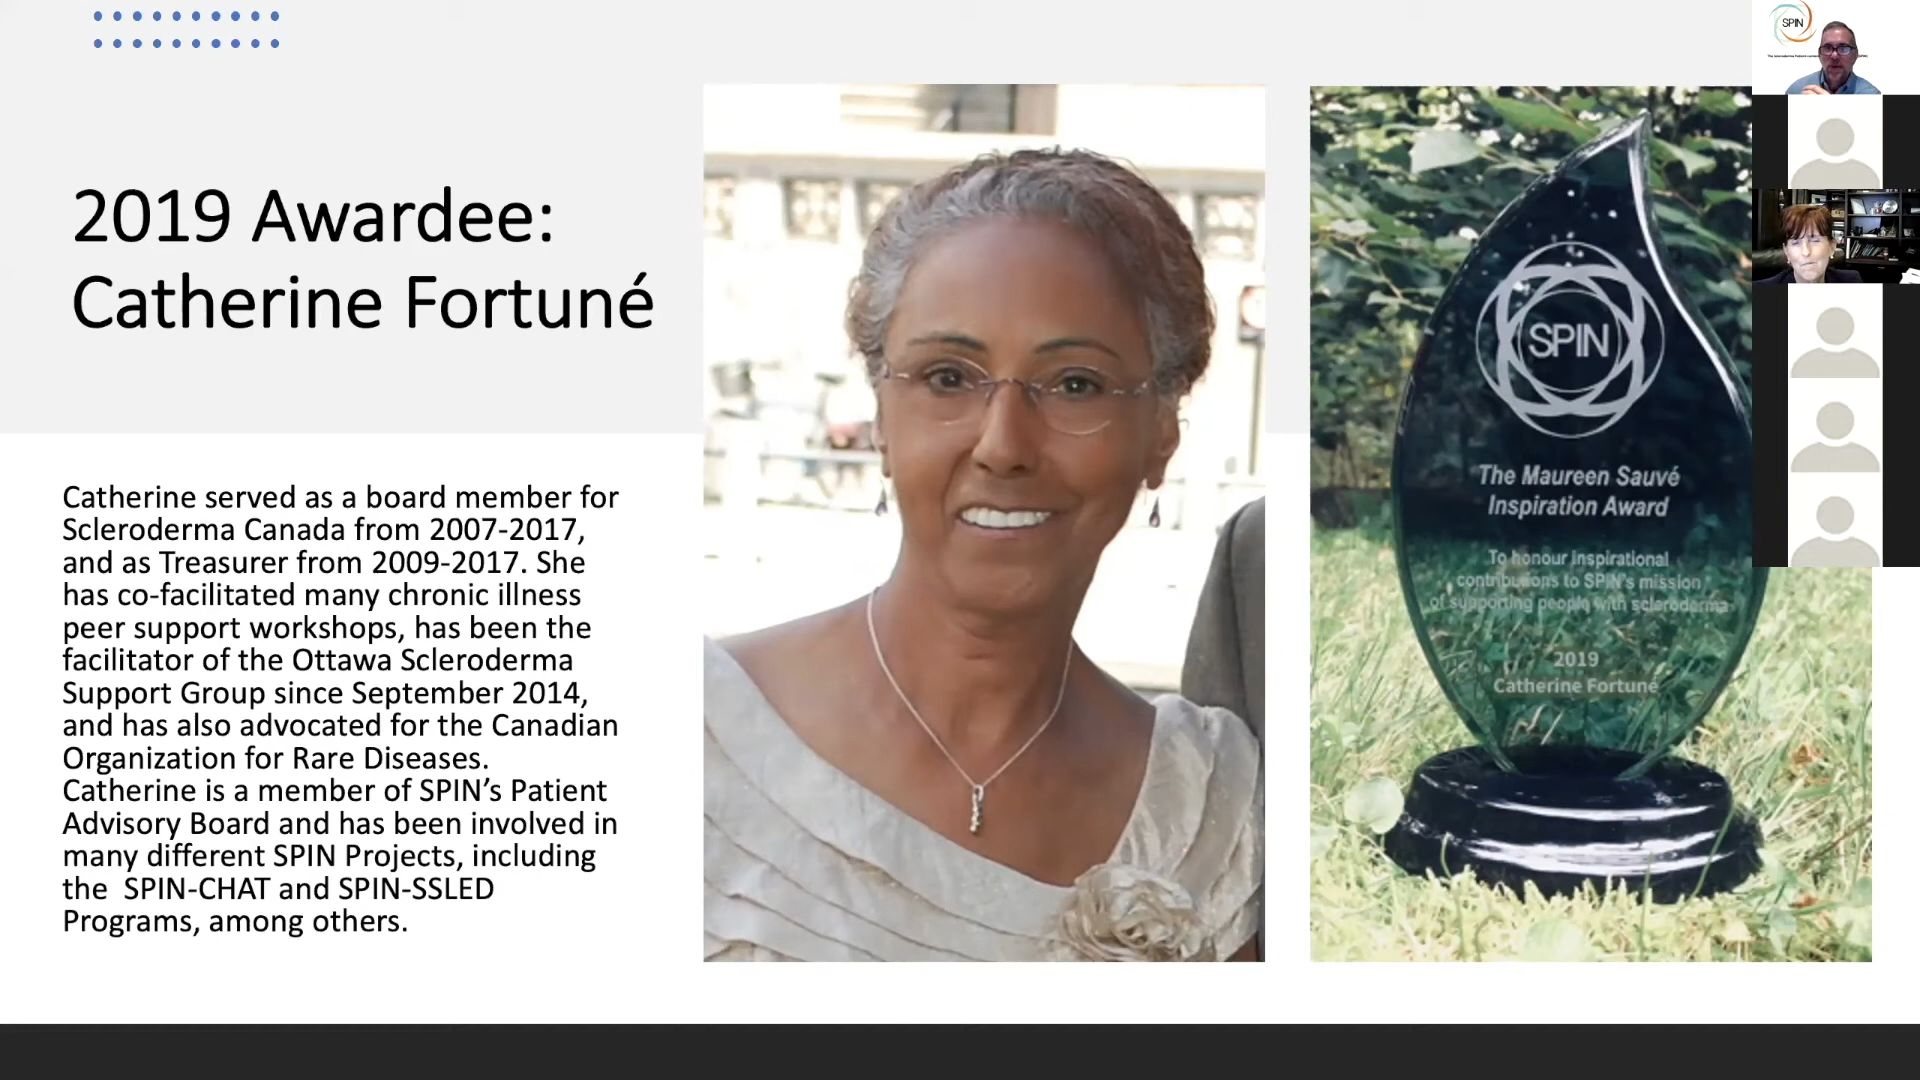 2019 Awardee:
Catherine Fortuné
Catherine served as a board member for
Scleroderma Canada from 2007-2017,
and as Treasurer from 2009-2017. She
has co-facilitated many chronic illness
peer support workshops, has been the
facilitator of the Ottawa Scleroderma
Support Group since September 2014,
and has also advocated for the Canadian
Organization for Rare Diseases.
Catherine is a member of SPIN’s Patient
Advisory Board and has been involved in
many different SPIN Projects, including
the  SPIN-CHAT and SPIN-SSLED
Programs, among others.
SPIN
The Maureen Sauvé
Inspiration Award
To honour inspirational
contributions to SPIN's mission
of supporting people with scleroderma
2019
Catherine Fortuné
SPIN